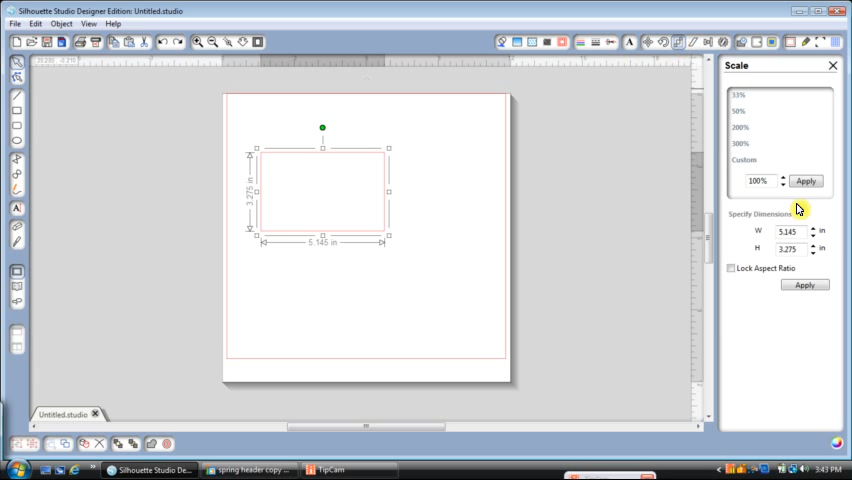 Silhouette Studio Designer Edition: Untitled.studio
File Edit Object View Help
Scale
33%
50%
200%
300%
Custom
100% Apply
Specify Dimensions
W 5.145 in
H 3.275 in
Lock Aspect Ratio
Apply
3.275 in
5.145 in
Untitled.studio
Silhouette Studio De...
spring header copy ...
TipCam
3:43 PM